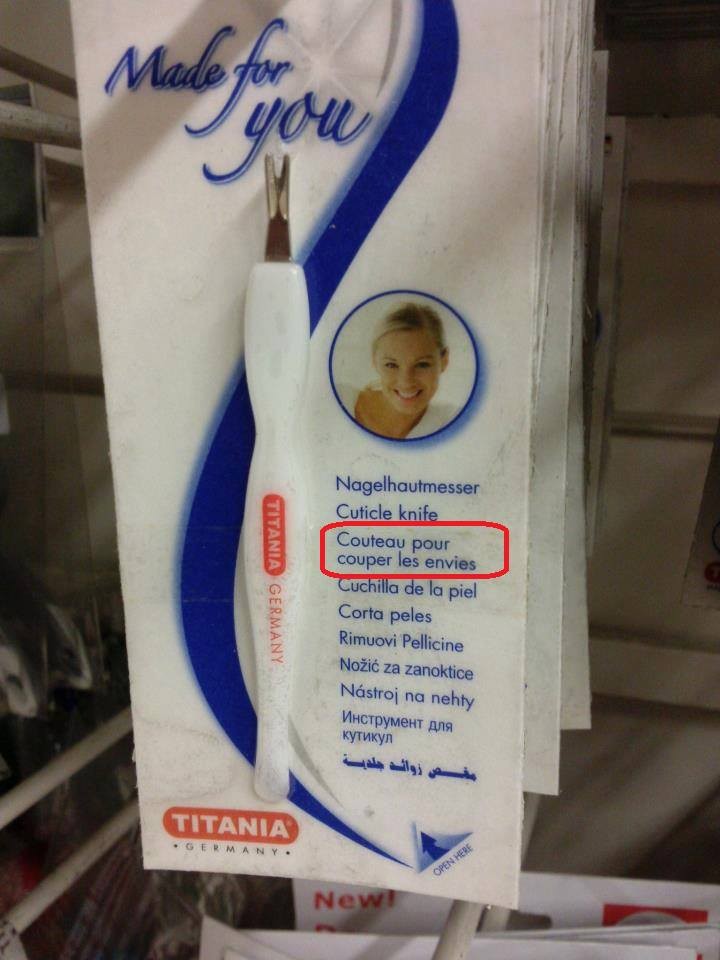 Made for
you
TITANIA
GERMANY
Nagelhautmesser
Cuticle knife
Couteau pour
couper les envies
Cuchilla de la piel
Corta peles
Rimuovi Pellicine
Nožić za zanoktice
Nástroj na nehty
Инструмент для
кутикул
مقص زوائد جلدية
TITANIA
• GERMANY •
OPEN HERE
New!